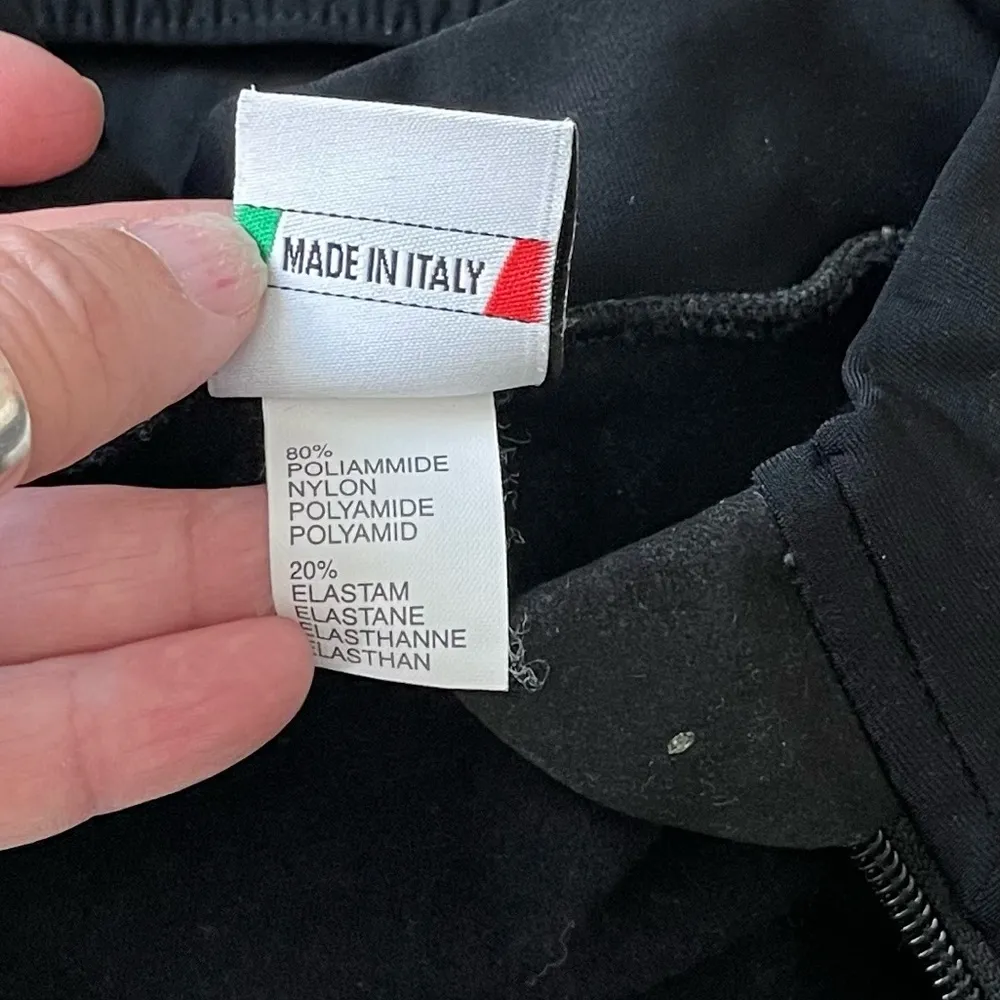 MADE IN ITALY
80%
POLIAMMIDE
NYLON
POLYAMIDE
POLYAMID
20%
ELASTAM
ELASTANE
ELASTHANNE
ELASTHAN